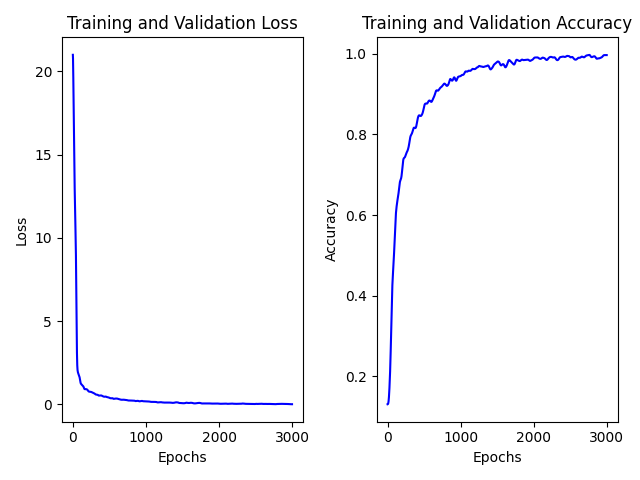 Training and Validation Loss
20
15
10
5
0
Loss
0 1000 2000 3000
Epochs
Training and Validation Accuracy
1.0
0.8
0.6
0.4
0.2
Accuracy
0 1000 2000 3000
Epochs